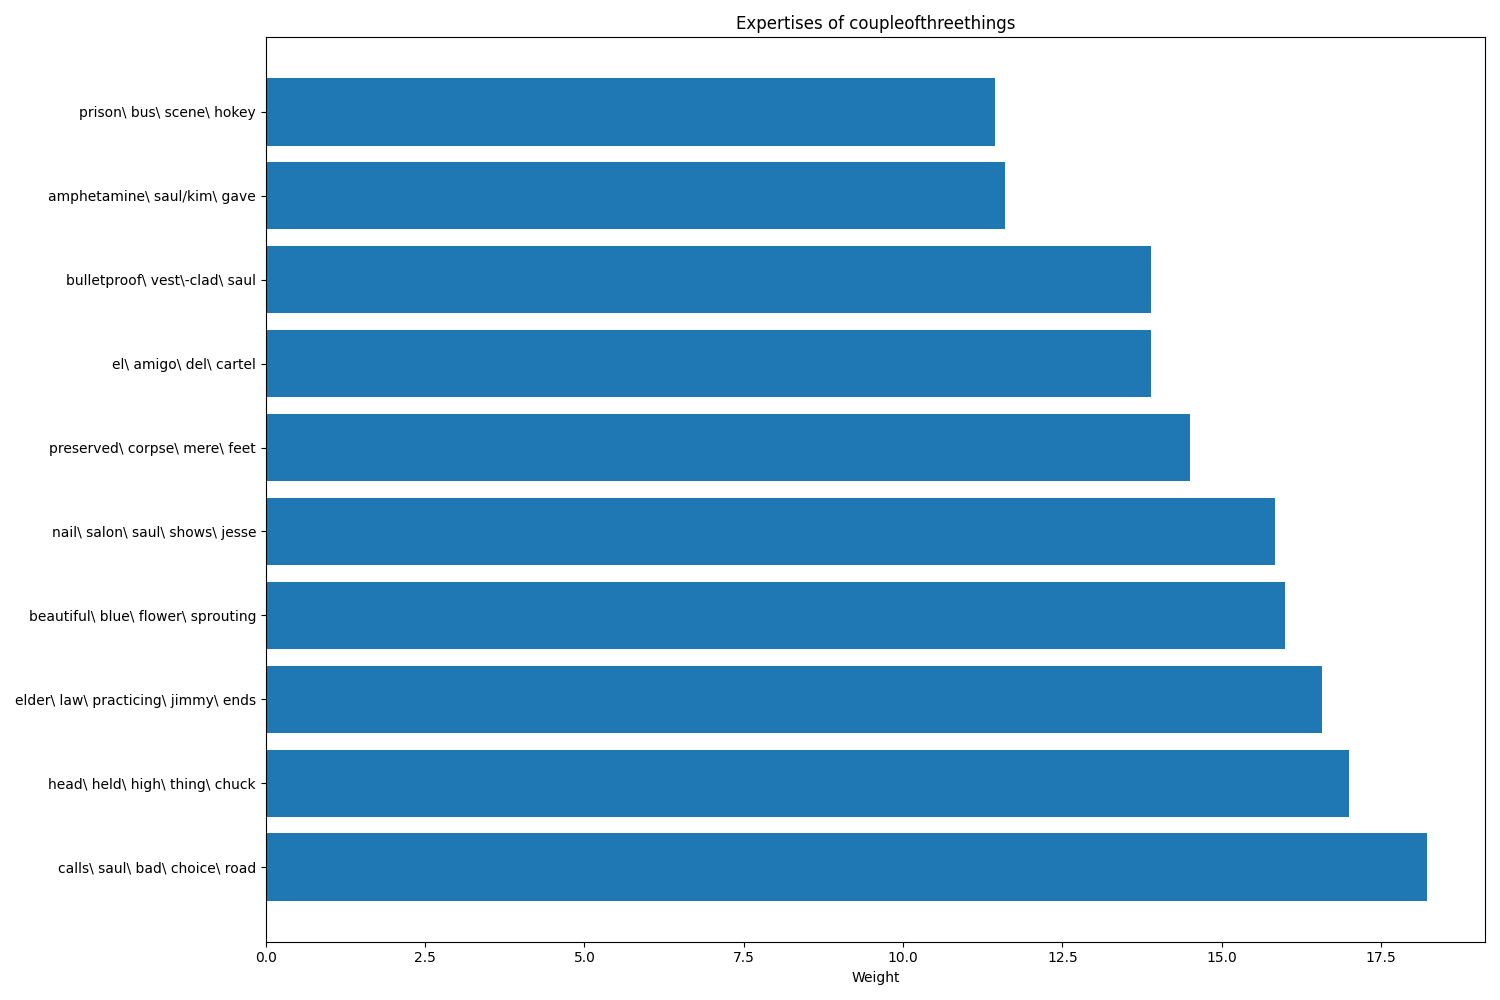 Expertises of coupleofthreethings
prison\ bus\ scene\ hokey
amphetamine\ saul/kim\ gave
bulletproof\ vest\-clad\ saul
el\ amigo\ del\ cartel
preserved\ corpse\ mere\ feet
nail\ salon\ saul\ shows\ jesse
beautiful\ blue\ flower\ sprouting
elder\ law\ practicing\ jimmy\ ends
head\ held\ high\ thing\ chuck
calls\ saul\ bad\ choice\ road
0.0 2.5 5.0 7.5 10.0 12.5 15.0 17.5
Weight